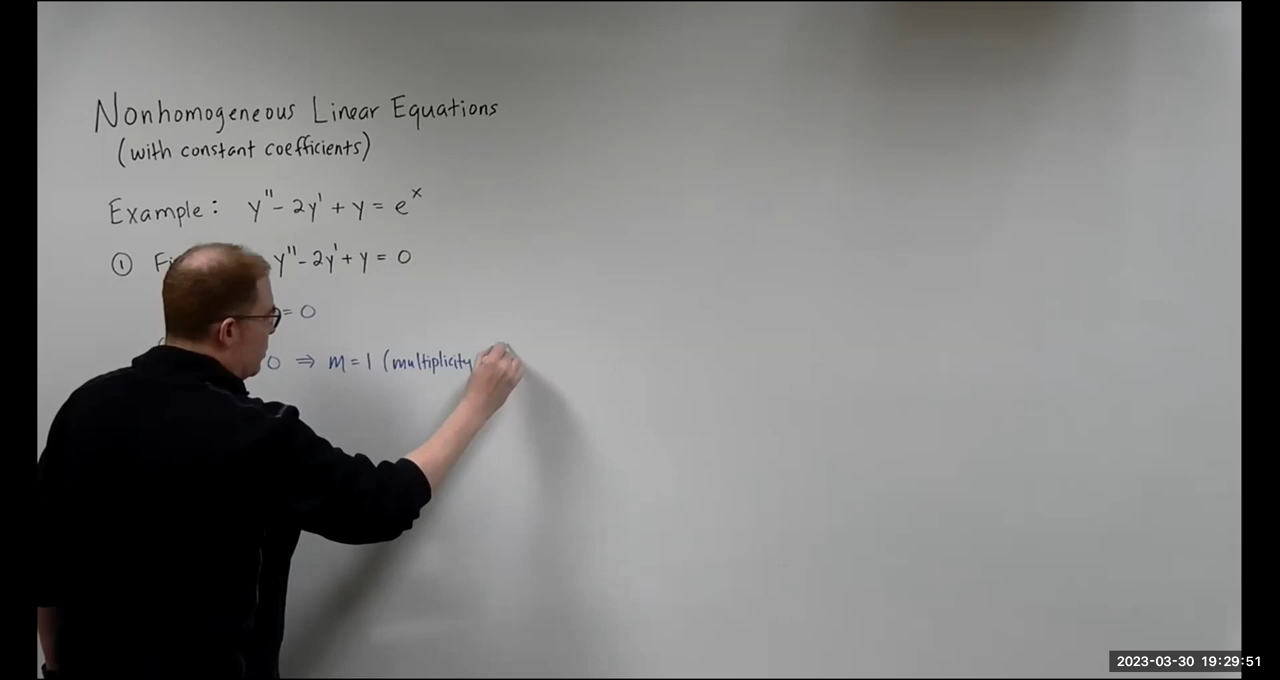 Nonhomogeneous Linear Equations
(with constant coefficients)
Example: y'' - 2y' + y = e^x
① y'' - 2y' + y = 0
= 0
0 ⇒ m = 1 (multiplicity
2023-03-30 19:29:51